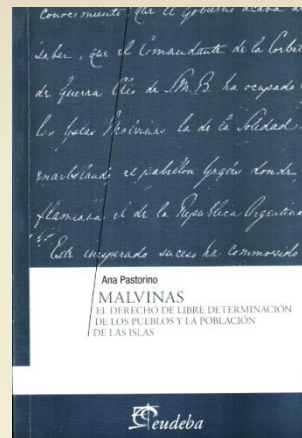 conocimiento que el Gobierno acaba de
saber, que el Comandante de la Corbeta
de guerra Clio de S.M.B. ha ocupado
las Yslas Malvinas la de la Soledad
enarbolando el pabellon Yngles donde
flameaba el de la Republica Argentina
Este inesperado suceso ha conmovido
Ana Pastorino
MALVINAS
EL DERECHO DE LIBRE DETERMINACIÓN
DE LOS PUEBLOS Y LA POBLACIÓN
DE LAS ISLAS
eudeba